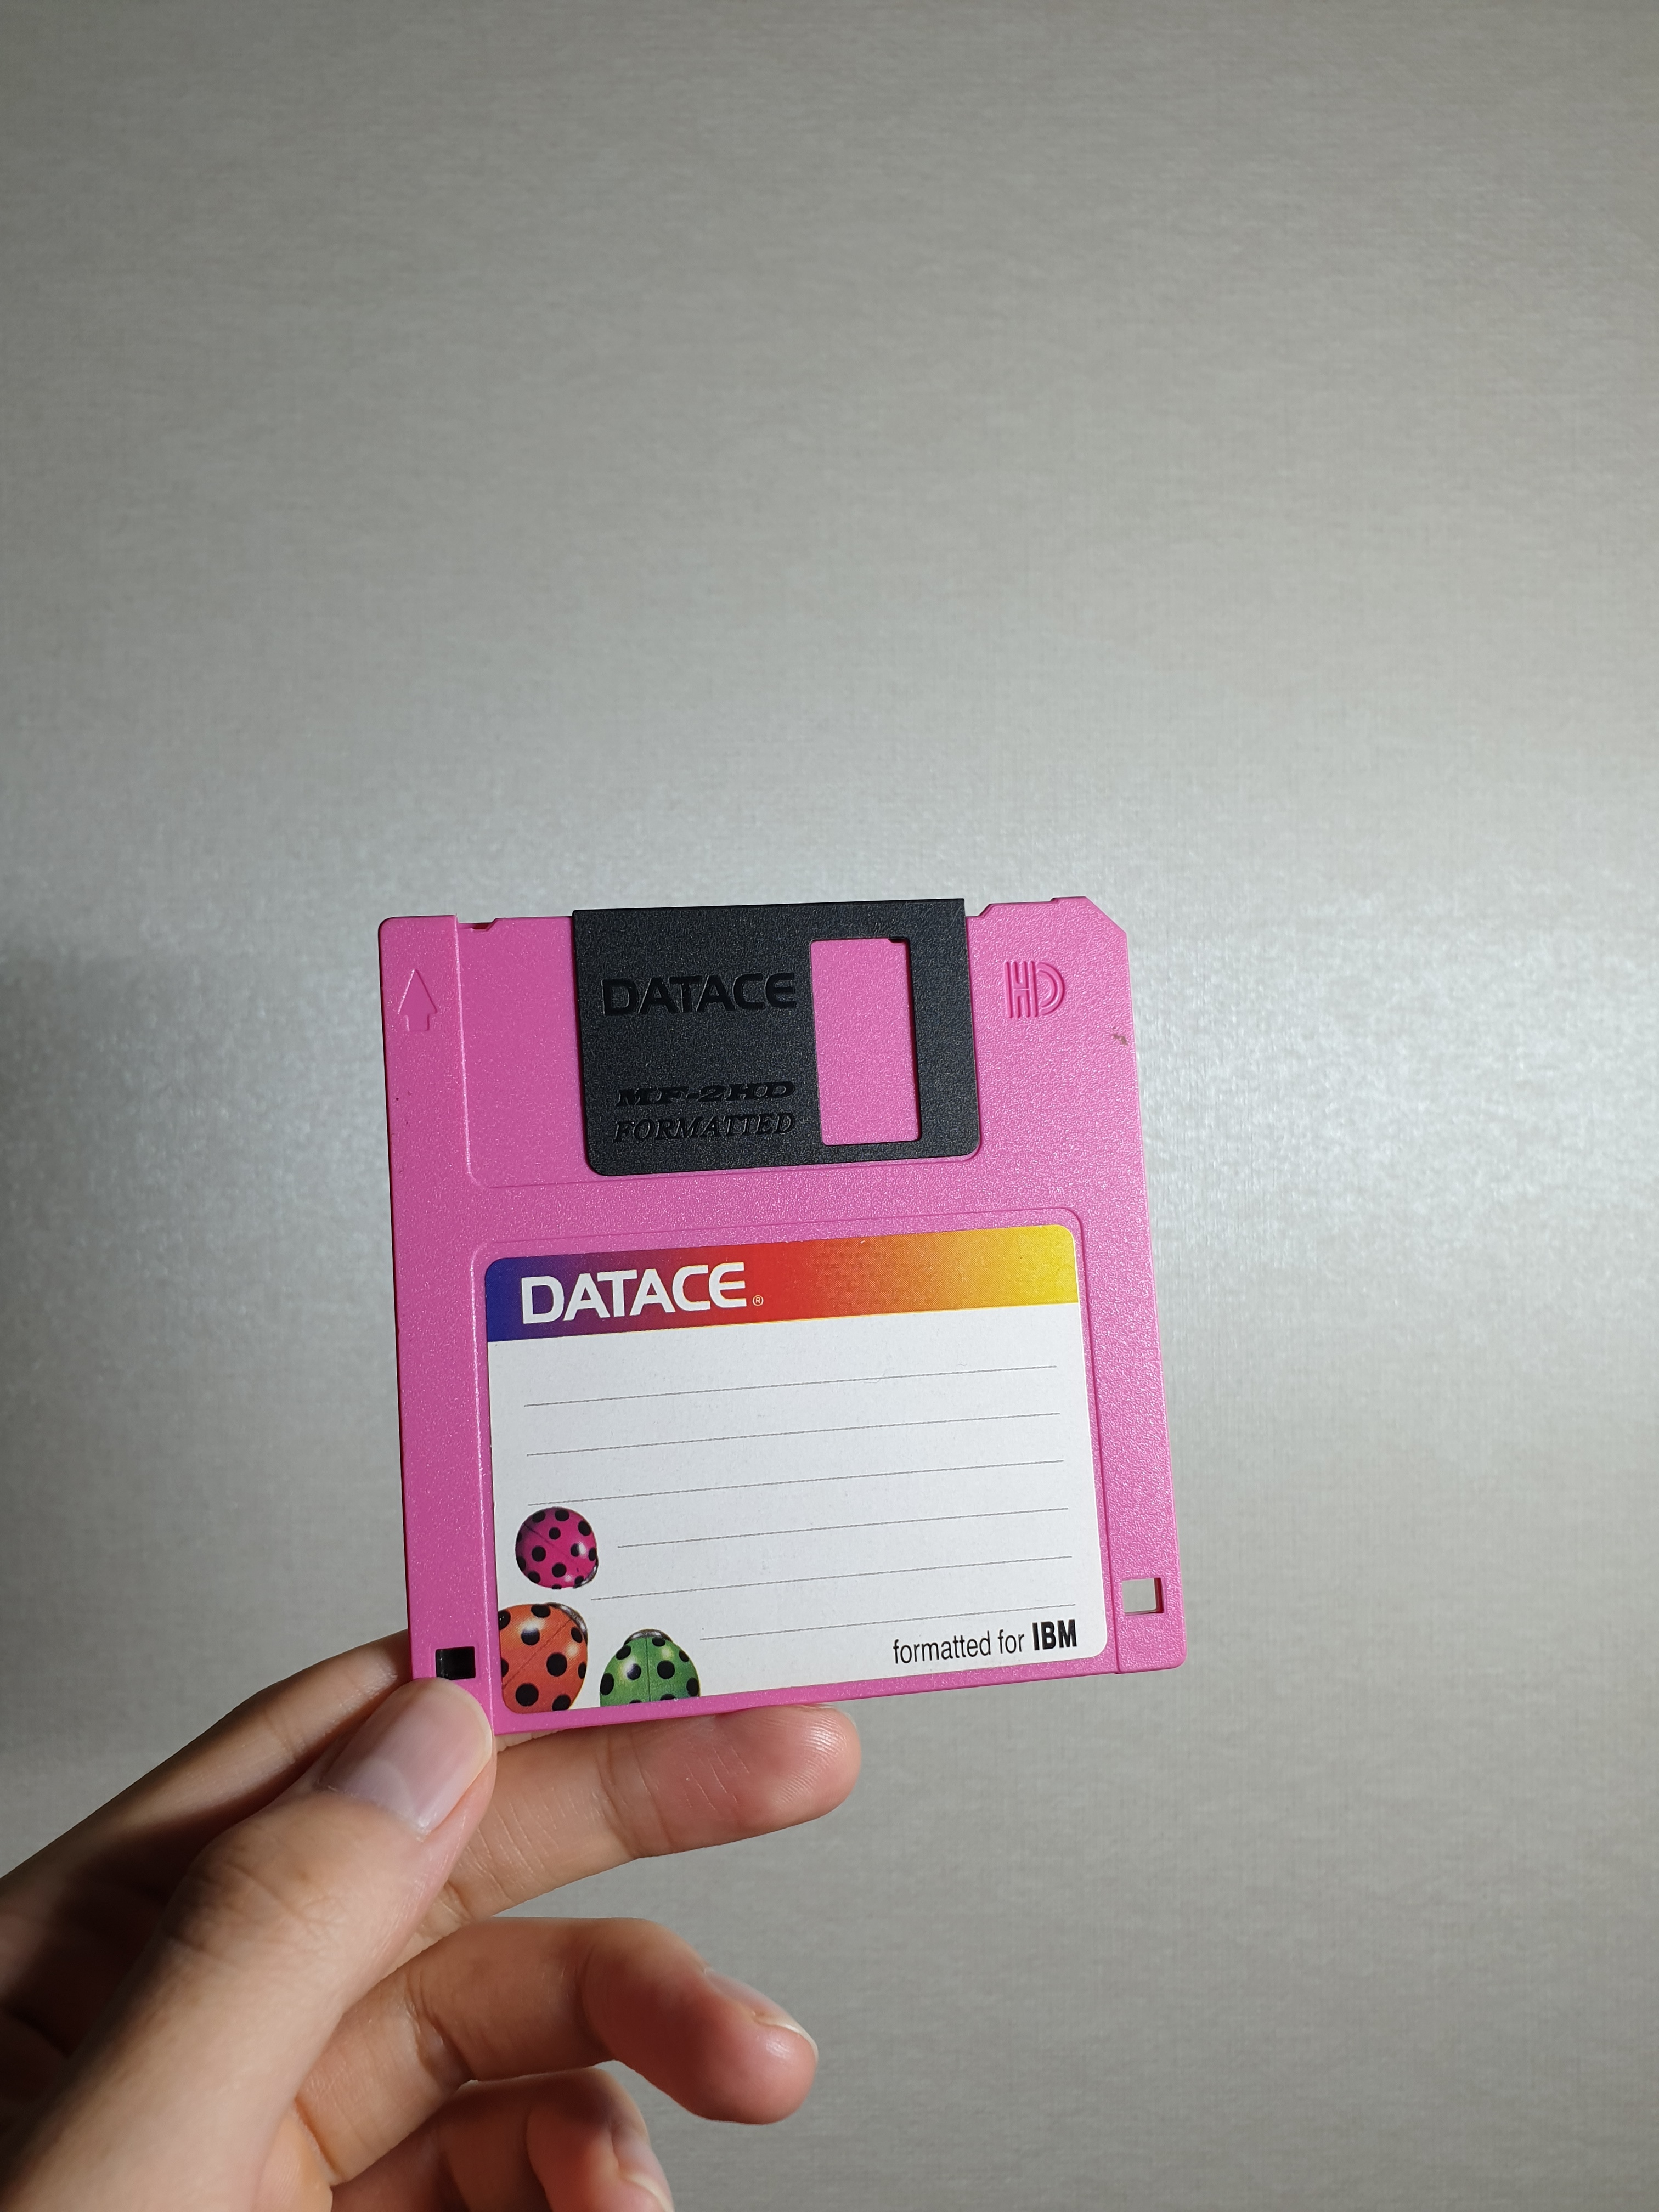 DATACE
HD
MF-2HD
FORMATTED
DATACE®
formatted for IBM